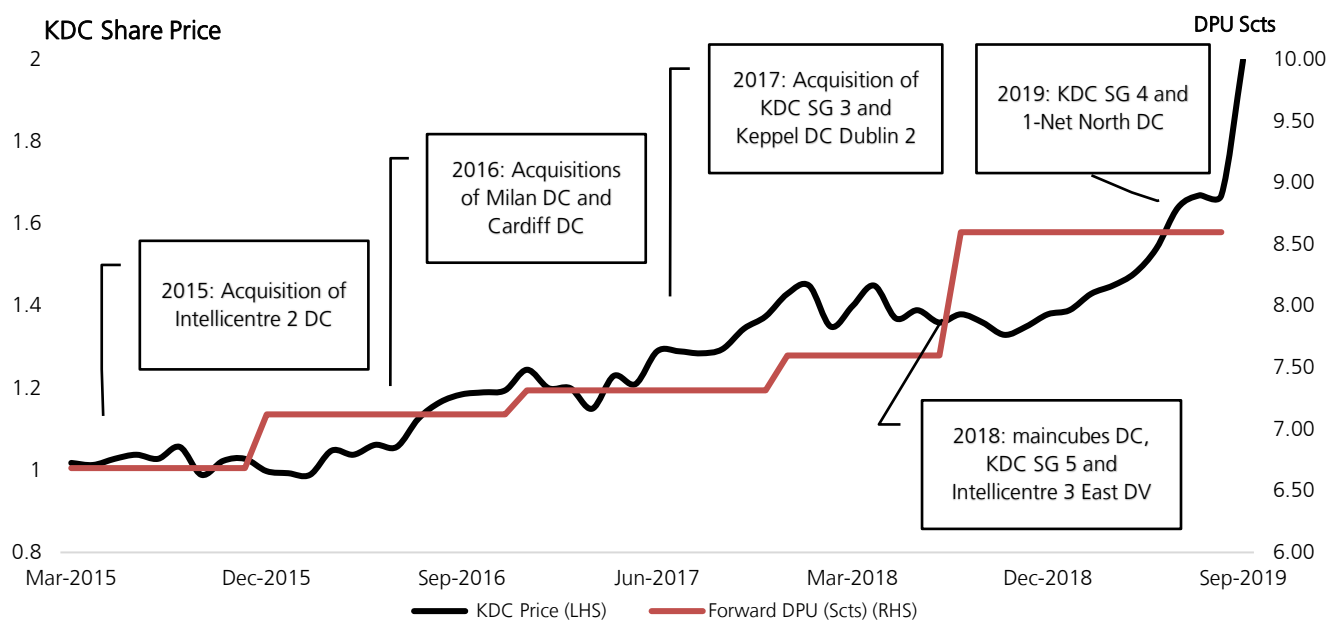 KDC Share Price
DPU Scts
2
1.8
1.6
1.4
1.2
1
0.8
10.00
9.50
9.00
8.50
8.00
7.50
7.00
6.50
6.00
2015: Acquisition of
Intellicentre 2 DC
2016: Acquisitions
of Milan DC and
Cardiff DC
2017: Acquisition of
KDC SG 3 and
Keppel DC Dublin 2
2019: KDC SG 4 and
1-Net North DC
2018: maincubes DC,
KDC SG 5 and
Intellicentre 3 East DV
Mar-2015
Dec-2015
Sep-2016
Jun-2017
Mar-2018
Dec-2018
Sep-2019
KDC Price (LHS)
Forward DPU (Scts) (RHS)